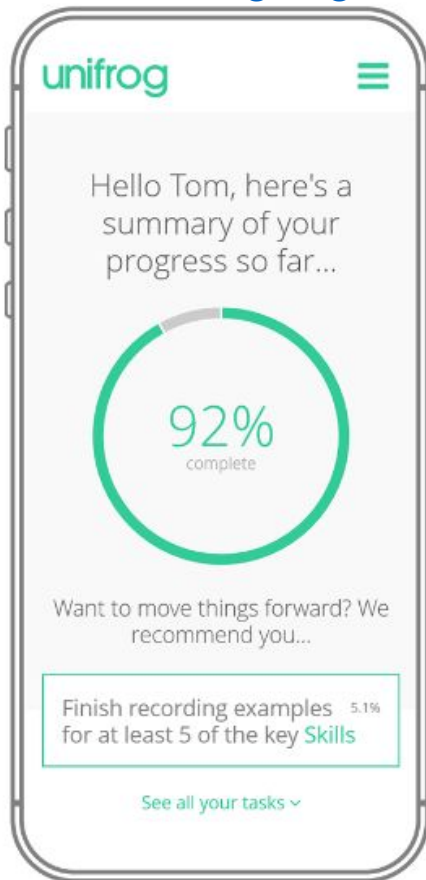 unifrog
Hello Tom, here's a
summary of your
progress so far...
92%
complete
Want to move things forward? We
recommend you...
Finish recording examples 5.1%
for at least 5 of the key Skills
See all your tasks